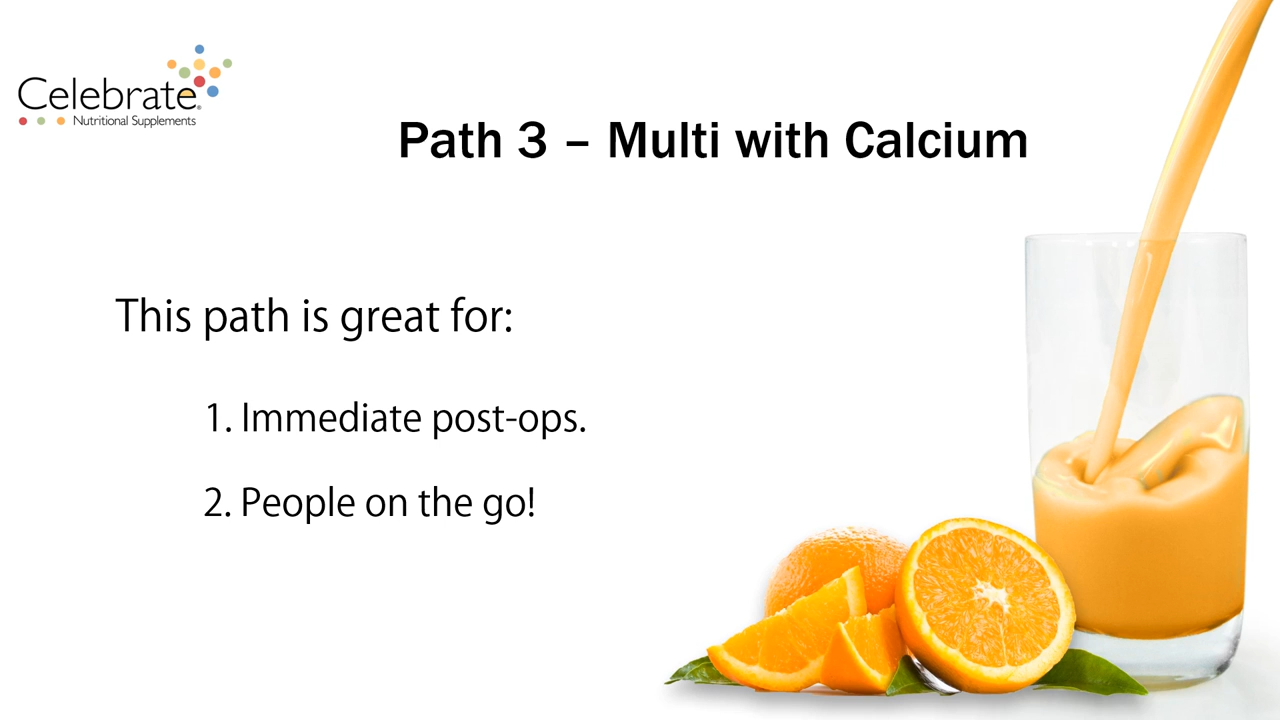 Celebrate®
Nutritional Supplements
Path 3 – Multi with Calcium
This path is great for:
1. Immediate post-ops.
2. People on the go!